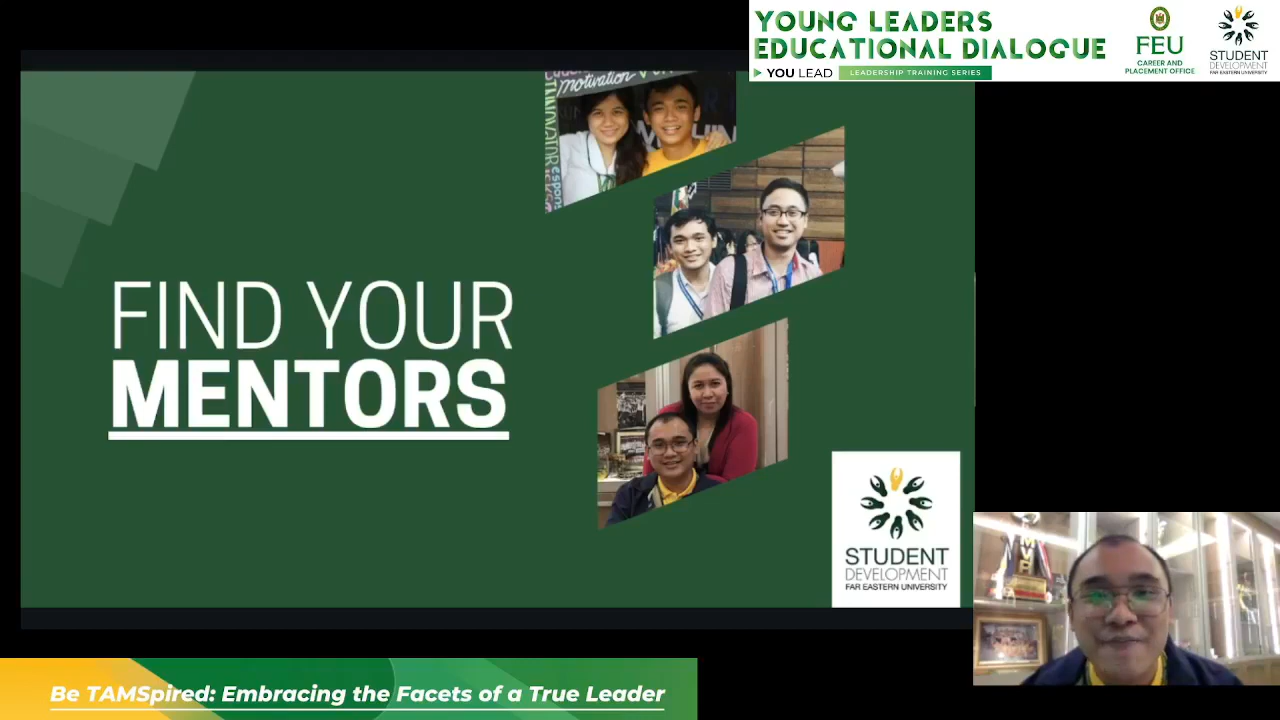 YOUNG LEADERS
EDUCATIONAL DIALOGUE
YOU LEAD
LEADERSHIP TRAINING SERIES
FEU
CAREER AND
PLACEMENT OFFICE
STUDENT
DEVELOPMENT
FAR EASTERN UNIVERSITY
motivation
INNOVATOR
FIND YOUR
MENTORS
STUDENT
DEVELOPMENT
FAR EASTERN UNIVERSITY
Be TAMSpired: Embracing the Facets of a True Leader